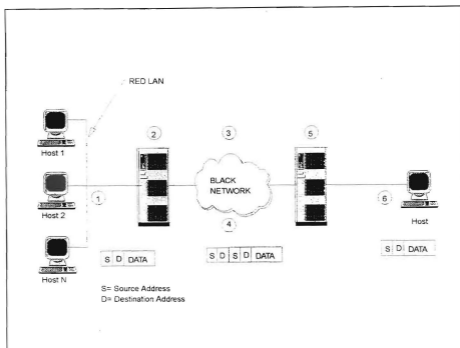 RED LAN
Host 1
2
3
5
BLACK
NETWORK
Host 2
1
4
6
Host
Host N
S D DATA
S D S D DATA
S D DATA
S= Source Address
D= Destination Address